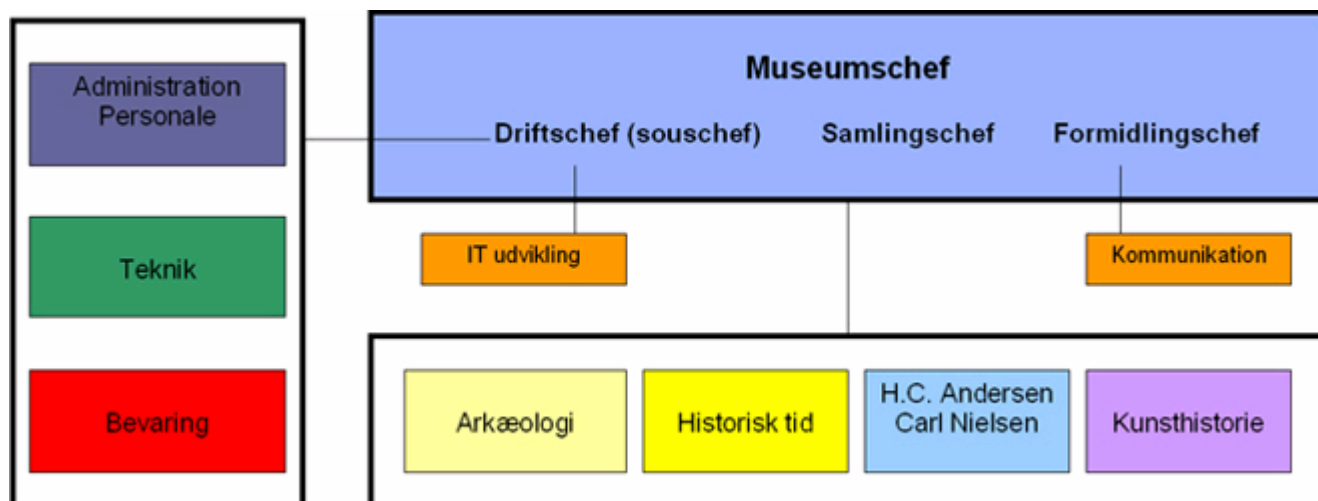 Administration
Personale
Teknik
Bevaring
Museumschef
Driftschef (souschef) Samlingschef Formidlingschef
IT udvikling
Kommunikation
Arkæologi
Historisk tid
H.C. Andersen
Carl Nielsen
Kunsthistorie